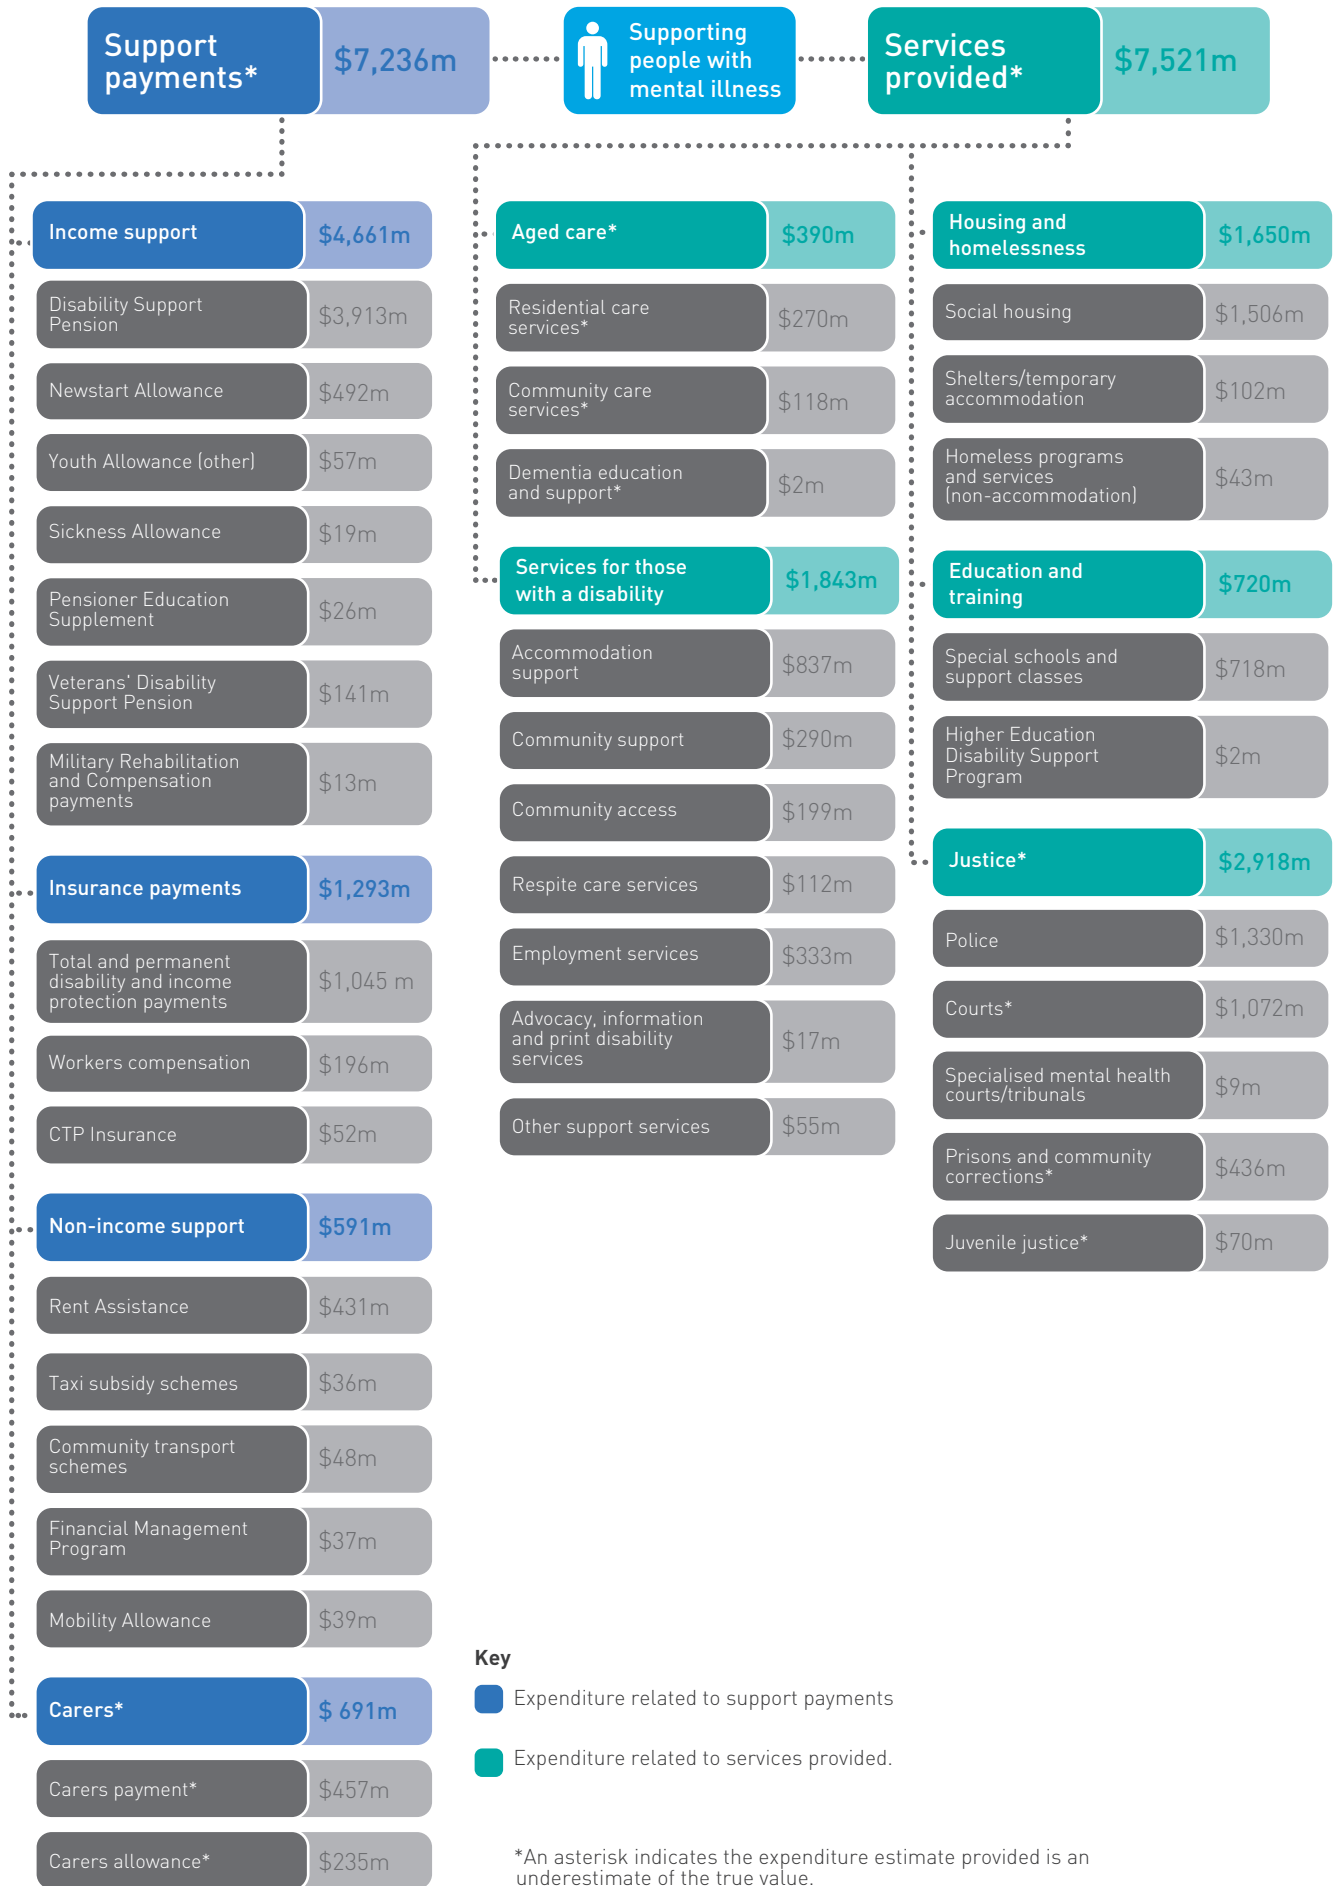 Support
payments*
$7,236m
Supporting
people with
mental illness
Services
provided*
$7,521m
Income support
$4,661m
Disability Support
Pension
$3,913m
Newstart Allowance
$492m
Youth Allowance (other)
$57m
Sickness Allowance
$19m
Pensioner Education
Supplement
$26m
Veterans' Disability
Support Pension
$141m
Military Rehabilitation
and Compensation
payments
$13m
Insurance payments
$1,293m
Total and permanent
disability and income
protection payments
$1,045 m
Workers compensation
$196m
CTP Insurance
$52m
Non-income support
$591m
Rent Assistance
$431m
Taxi subsidy schemes
$36m
Community transport
schemes
$48m
Financial Management
Program
$37m
Mobility Allowance
$39m
Carers*
$ 691m
Carers payment*
$457m
Carers allowance*
$235m
Aged care*
$390m
Residential care
services*
$270m
Community care
services*
$118m
Dementia education
and support*
$2m
Services for those
with a disability
$1,843m
Accommodation
support
$837m
Community support
$290m
Community access
$199m
Respite care services
$112m
Employment services
$333m
Advocacy, information
and print disability
services
$17m
Other support services
$55m
Housing and
homelessness
$1,650m
Social housing
$1,506m
Shelters/temporary
accommodation
$102m
Homeless programs
and services
(non-accommodation)
$43m
Education and
training
$720m
Special schools and
support classes
$718m
Higher Education
Disability Support
Program
$2m
Justice*
$2,918m
Police
$1,330m
Courts*
$1,072m
Specialised mental health
courts/tribunals
$9m
Prisons and community
corrections*
$436m
Juvenile justice*
$70m
Key
Expenditure related to support payments
Expenditure related to services provided.
*An asterisk indicates the expenditure estimate provided is an
underestimate of the true value.